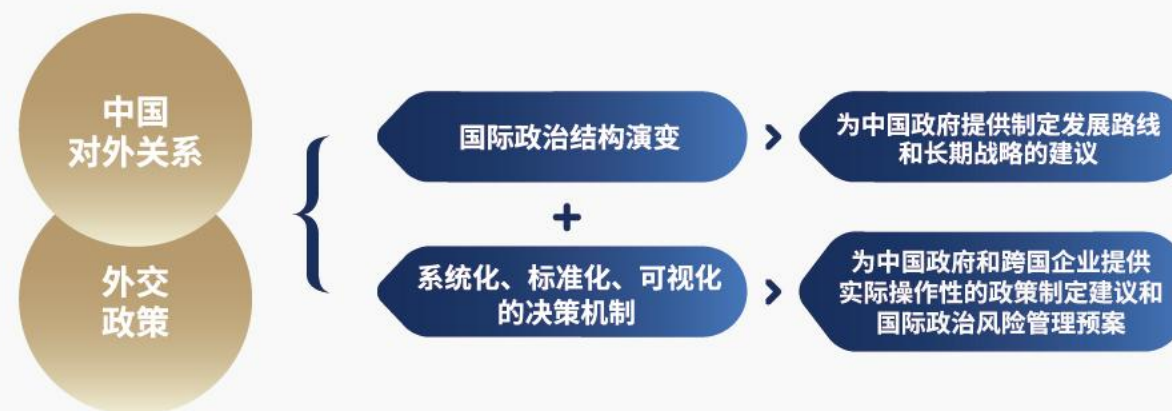 中国
对外关系
外交
政策
国际政治结构演变
+
系统化、标准化、可视化
的决策机制
为中国政府提供制定发展路线
和长期战略的建议
为中国政府和跨国企业提供
实际操作性的政策制定建议和
国际政治风险管理预案